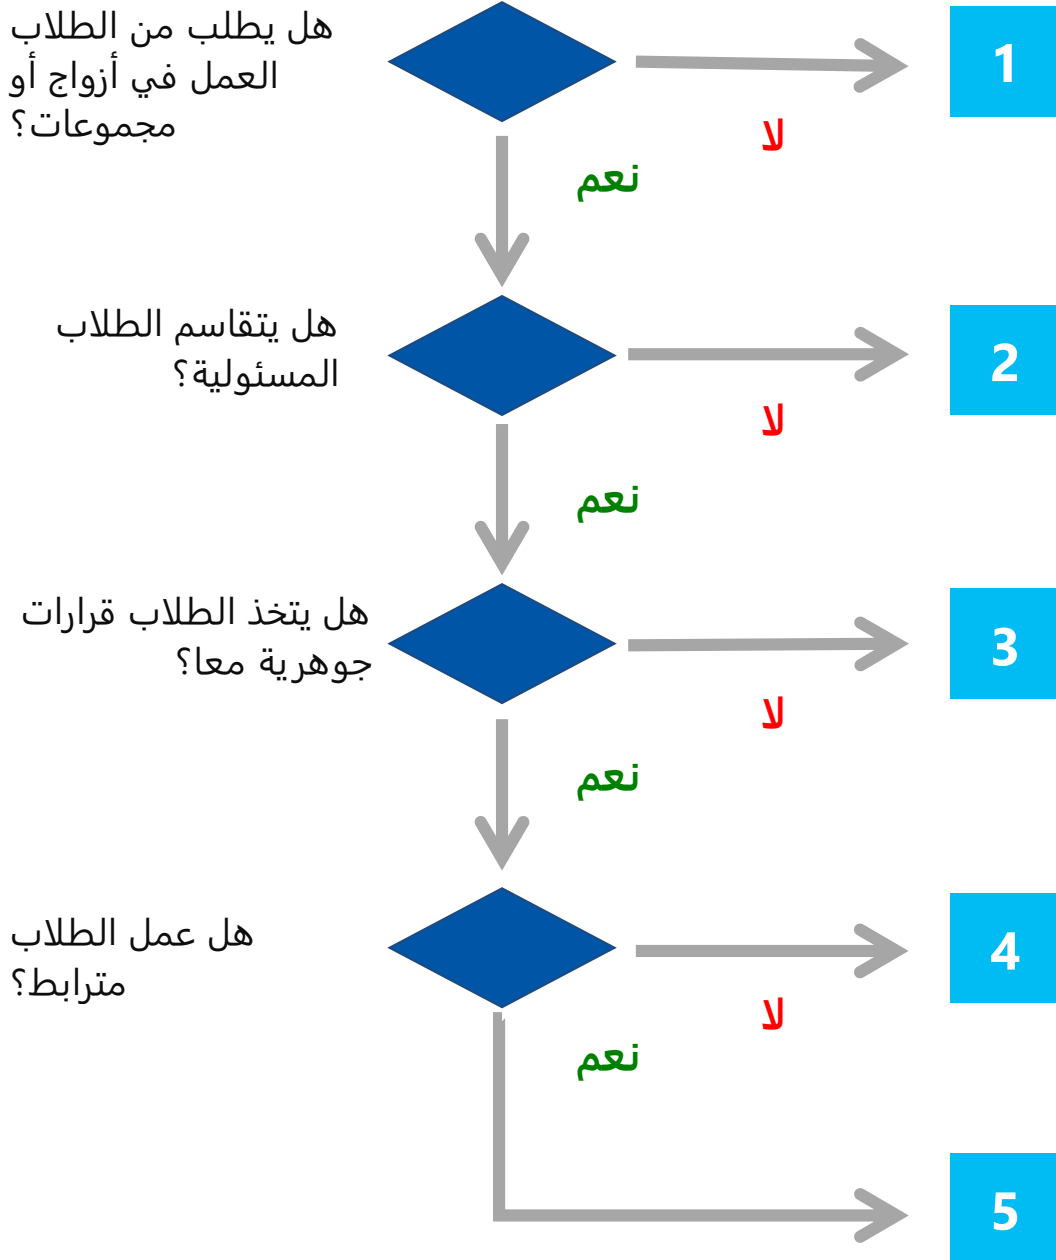 هل يطلب من الطلاب
العمل في أزواج أو
مجموعات؟
1
لا
نعم
هل يتقاسم الطلاب
المسئولية؟
2
لا
نعم
هل يتخذ الطلاب قرارات
جوهرية معا؟
3
لا
نعم
هل عمل الطلاب
مترابط؟
4
لا
نعم
5